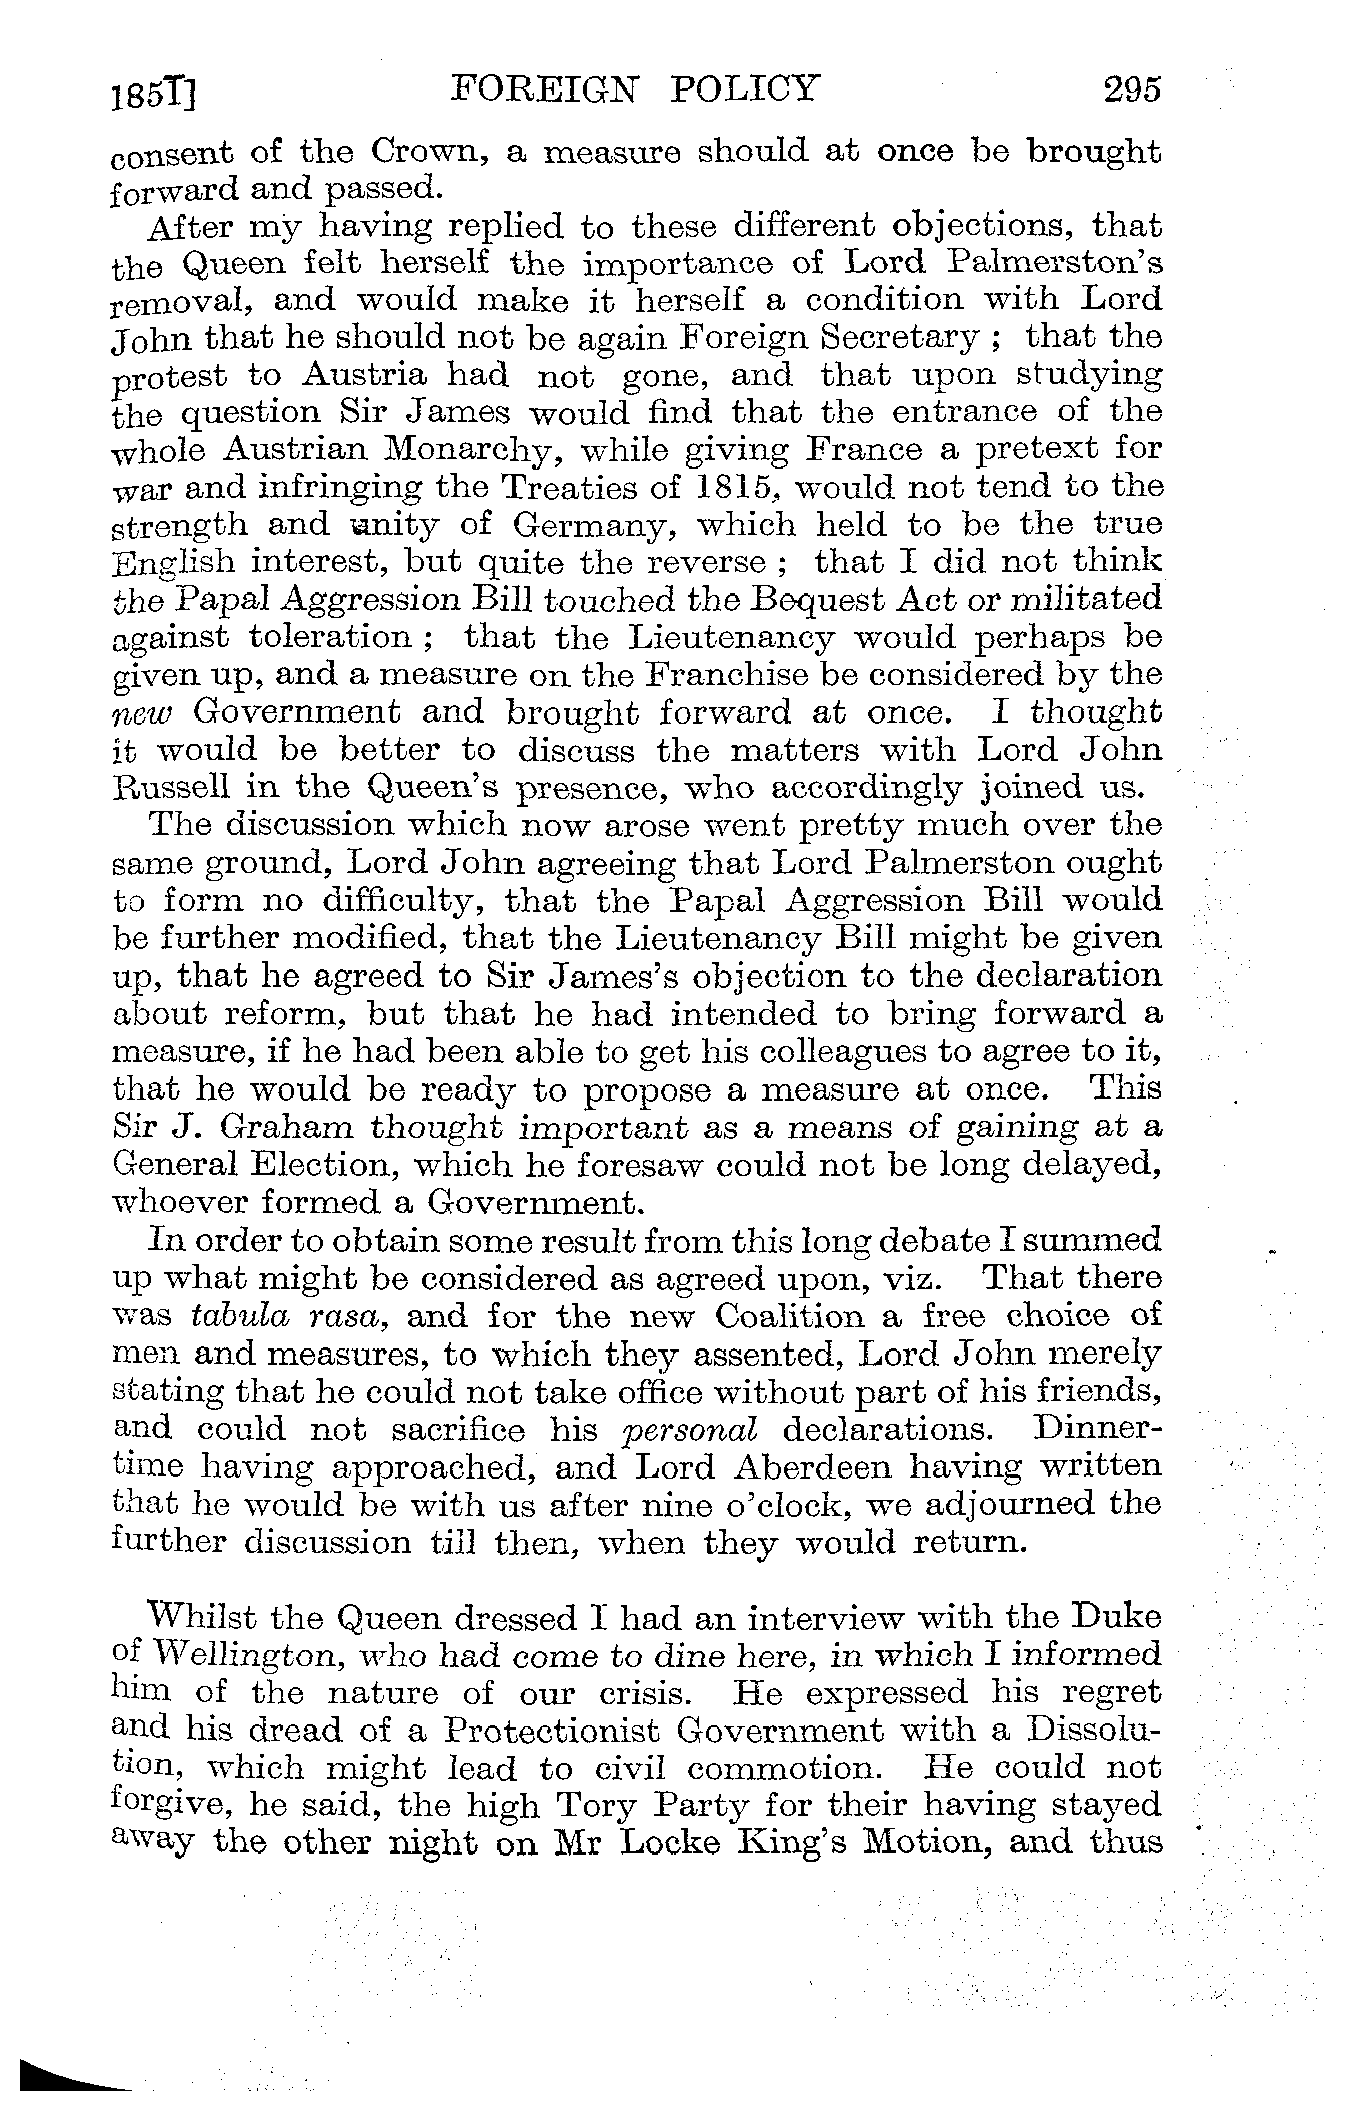 1851] FOREIGN POLICY 295
consent of the Crown, a measure should at once be brought
forward and passed.
After my having replied to these different objections, that
the Queen felt herself the importance of Lord Palmerston's
removal, and would make it herself a condition with Lord
John that he should not be again Foreign Secretary ; that the
protest to Austria had not gone, and that upon studying
the question Sir James would find that the entrance of the
whole Austrian Monarchy, while giving France a pretext for
war and infringing the Treaties of 1815, would not tend to the
strength and unity of Germany, which held to be the true
English interest, but quite the reverse ; that I did not think
the Papal Aggression Bill touched the Bequest Act or militated
against toleration ; that the Lieutenancy would perhaps be
given up, and a measure on the Franchise be considered by the
new Government and brought forward at once. I thought
it would be better to discuss the matters with Lord John
Russell in the Queen's presence, who accordingly joined us.
The discussion which now arose went pretty much over the
same ground, Lord John agreeing that Lord Palmerston ought
to form no difficulty, that the Papal Aggression Bill would
be further modified, that the Lieutenancy Bill might be given
up, that he agreed to Sir James's objection to the declaration
about reform, but that he had intended to bring forward a
measure, if he had been able to get his colleagues to agree to it,
that he would be ready to propose a measure at once. This
Sir J. Graham thought important as a means of gaining at a
General Election, which he foresaw could not be long delayed,
whoever formed a Government.
In order to obtain some result from this long debate I summed
up what might be considered as agreed upon, viz. That there
was tabula rasa, and for the new Coalition a free choice of
men and measures, to which they assented, Lord John merely
stating that he could not take office without part of his friends,
and could not sacrifice his personal declarations. Dinner-
time having approached, and Lord Aberdeen having written
that he would be with us after nine o'clock, we adjourned the
further discussion till then, when they would return.
Whilst the Queen dressed I had an interview with the Duke
of Wellington, who had come to dine here, in which I informed
him of the nature of our crisis. He expressed his regret
and his dread of a Protectionist Government with a Dissolu-
tion, which might lead to civil commotion. He could not
forgive, he said, the high Tory Party for their having stayed
away the other night on Mr Locke King's Motion, and thus